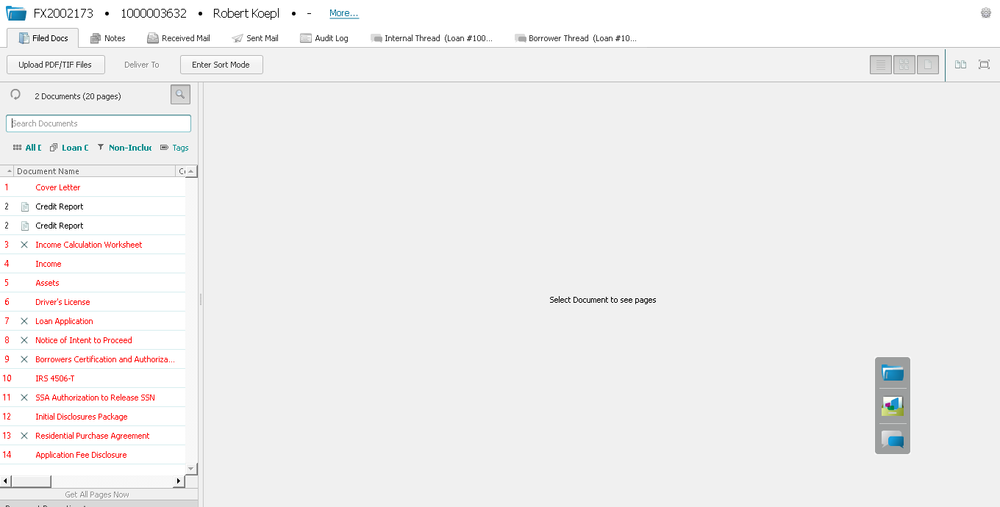 FX2002173 • 1000003632 • Robert Koepl • - More...
Filed Docs Notes Received Mail Sent Mail Audit Log Internal Thread (Loan #100... Borrower Thread (Loan #10...
Upload PDF/TIF Files Deliver To Enter Sort Mode
2 Documents (20 pages)
Search Documents
All Loan Tags
Document Name
1 Cover Letter
2 Credit Report
2 Credit Report
3 Income Calculation Worksheet
4 Income
5 Assets
6 Driver's License
7 Loan Application
8 Notice of Intent to Proceed
9 Borrowers Certification and Authoriza...
10 IRS 4506-T
11 SSA Authorization to Release SSN
12 Initial Disclosures Package
13 Residential Purchase Agreement
14 Application Fee Disclosure
Get All Pages Now
Select Document to see pages